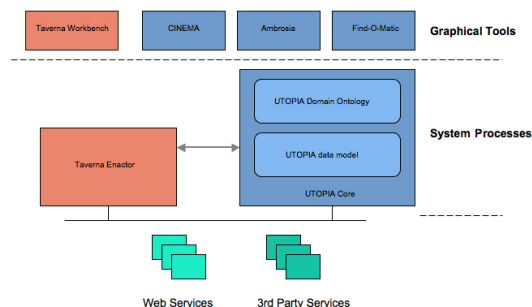 Taverna Workbench
CINEMA
Ambrosia
Find-O-Matic
Graphical Tools
UTOPIA Domain Ontology
UTOPIA data model
System Processes
Taverna Enactor
UTOPIA Core
Web Services
3rd Party Services